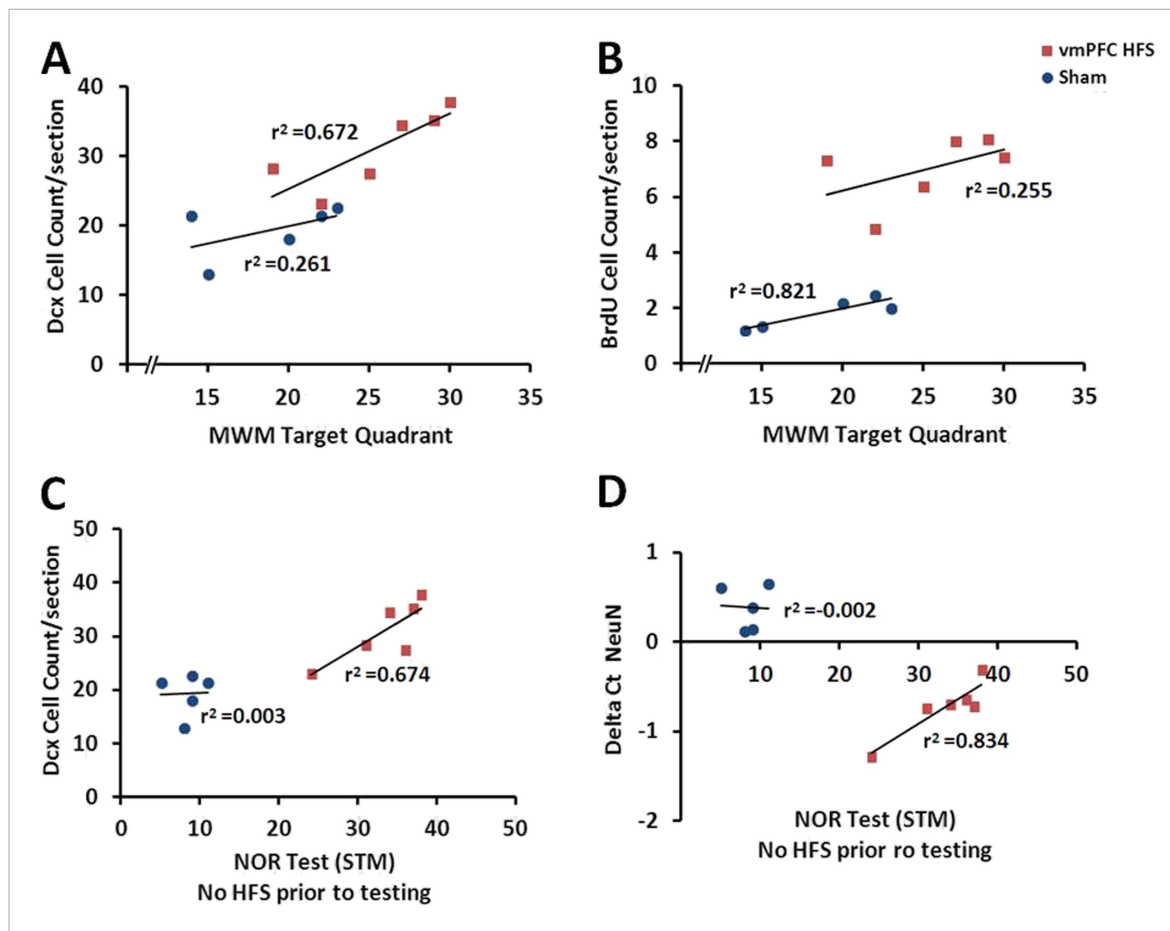 A
Dcx Cell Count/section
40
30
20
10
0
r² =0.672
r² =0.261
15 20 25 30 35
MWM Target Quadrant
B
vmPFC HFS
Sham
BrdU Cell Count/section
10
8
6
4
2
0
r² =0.255
r² =0.821
15 20 25 30 35
MWM Target Quadrant
C
Dcx Cell Count/section
50
40
30
20
10
0
r² =0.674
r² =0.003
0 10 20 30 40 50
NOR Test (STM)
No HFS prior to testing
D
Delta Ct NeuN
1
0
-1
-2
r² =-0.002
10 20 30 40 50
r² =0.834
NOR Test (STM)
No HFS prior ro testing